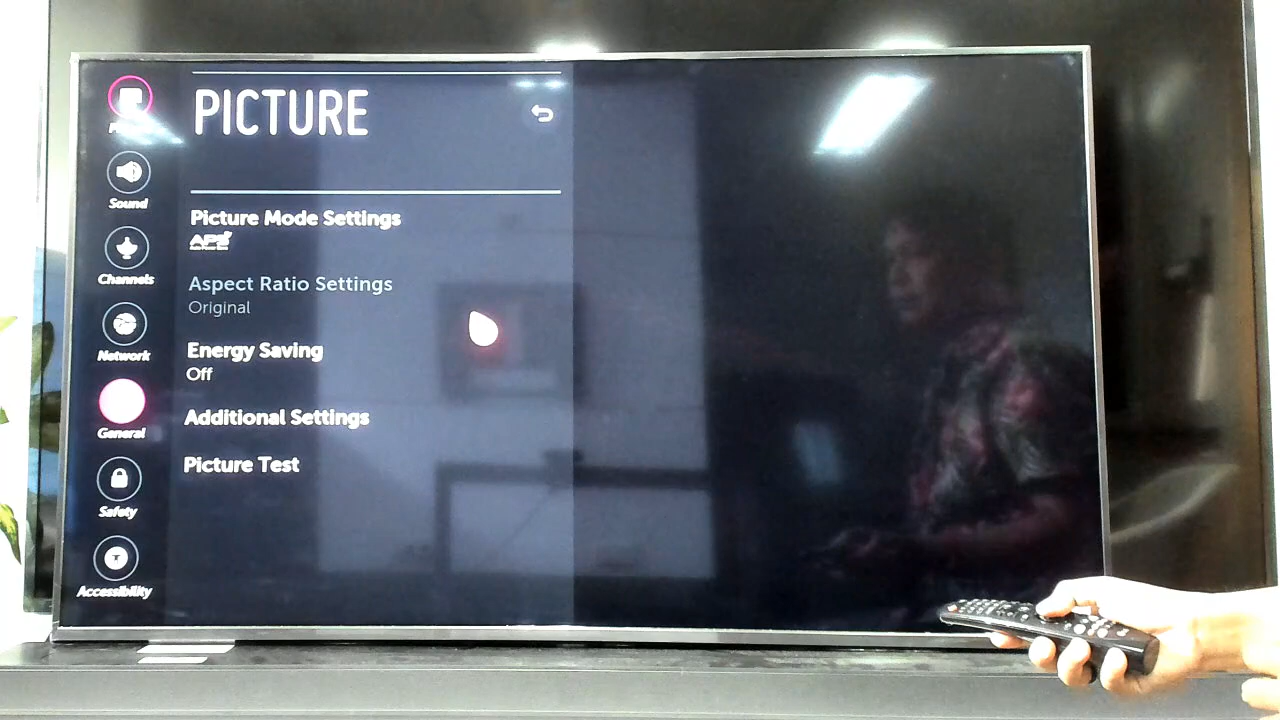 PICTURE
Sound
Channels
Network
General
Safety
Accessibility
Picture Mode Settings
APS
Aspect Ratio Settings
Original
Energy Saving
Off
Additional Settings
Picture Test